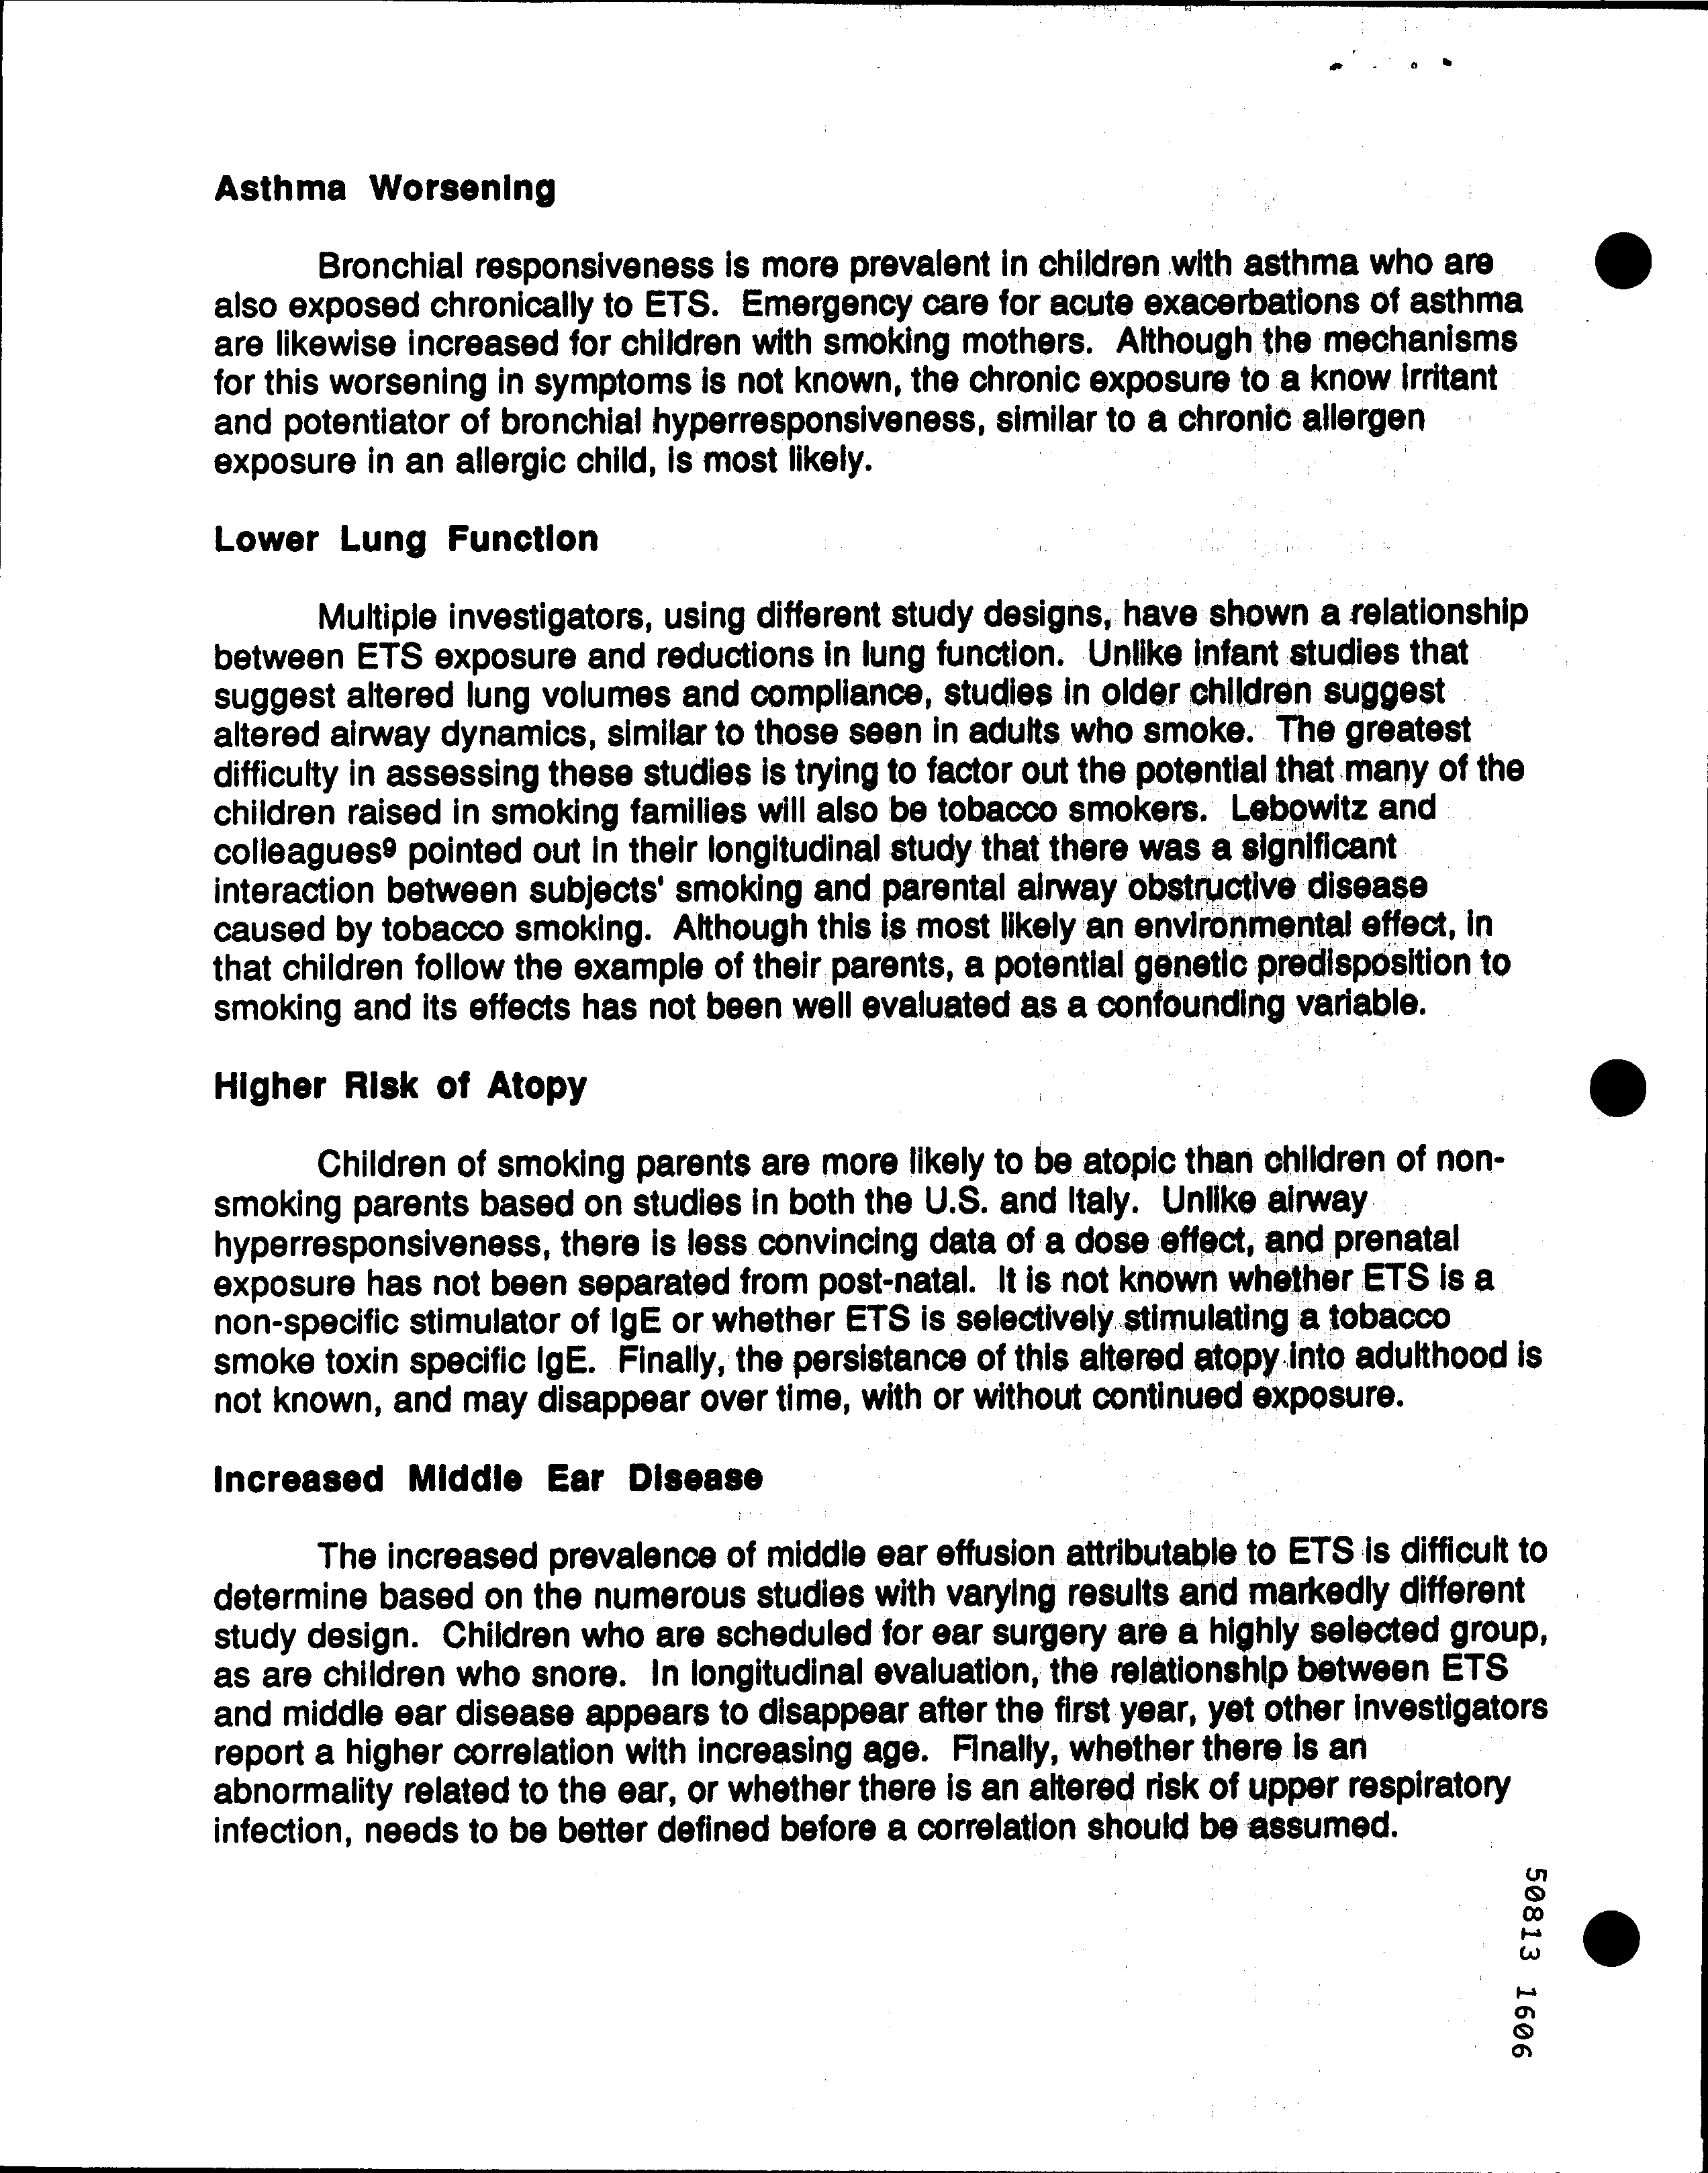 Asthma Worsening
Bronchial responsiveness is more prevalent in children with asthma who are
also exposed chronically to ETS. Emergency care for acute exacerbations of asthma
are likewise increased for children with smoking mothers. Although the mechanisms
for this worsening in symptoms is not known, the chronic exposure to a know irritant
and potentiator of bronchial hyperresponsiveness, similar to a chronic allergen
exposure in an allergic child, is most likely.
Lower Lung Function
Multiple investigators, using different study designs, have shown a relationship
between ETS exposure and reductions in lung function. Unlike infant studies that
suggest altered lung volumes and compliance, studies in older children suggest
altered airway dynamics, similar to those seen in adults who smoke. The greatest
difficulty in assessing these studies is trying to factor out the potential that many of the
children raised in smoking families will also be tobacco smokers. Lebowitz and
colleagues⁹ pointed out in their longitudinal study that there was a significant
interaction between subjects' smoking and parental airway obstructive disease
caused by tobacco smoking. Although this is most likely an environmental effect, in
that children follow the example of their parents, a potential genetic predisposition to
smoking and its effects has not been well evaluated as a confounding variable.
Higher Risk of Atopy
Children of smoking parents are more likely to be atopic than children of non-
smoking parents based on studies in both the U.S. and Italy. Unlike airway
hyperresponsiveness, there is less convincing data of a dose effect, and prenatal
exposure has not been separated from post-natal. It is not known whether ETS is a
non-specific stimulator of IgE or whether ETS is selectively stimulating a tobacco
smoke toxin specific IgE. Finally, the persistance of this altered atopy into adulthood is
not known, and may disappear over time, with or without continued exposure.
Increased Middle Ear Disease
The increased prevalence of middle ear effusion attributable to ETS is difficult to
determine based on the numerous studies with varying results and markedly different
study design. Children who are scheduled for ear surgery are a highly selected group,
as are children who snore. In longitudinal evaluation, the relationship between ETS
and middle ear disease appears to disappear after the first year, yet other investigators
report a higher correlation with increasing age. Finally, whether there is an
abnormality related to the ear, or whether there is an altered risk of upper respiratory
infection, needs to be better defined before a correlation should be assumed.
50813 1606